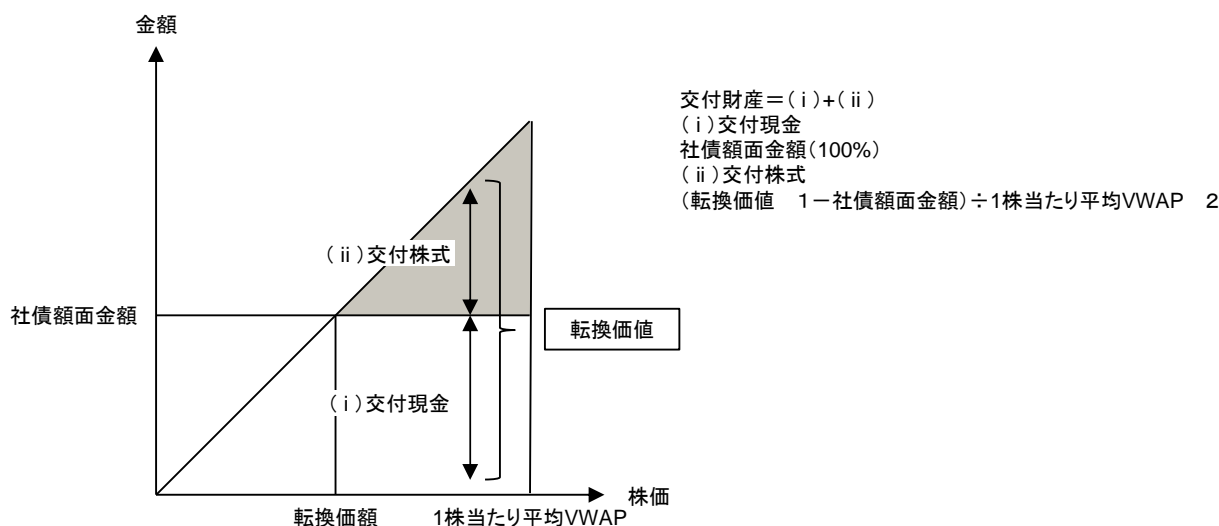 金額
交付財産＝(ⅰ)+(ⅱ)
(ⅰ)交付現金
社債額面金額(100%)
(ⅱ)交付株式
(転換価値　1－社債額面金額)÷1株当たり平均VWAP　2
(ⅱ)交付株式
社債額面金額
転換価値
(ⅰ)交付現金
株価
転換価額
1株当たり平均VWAP